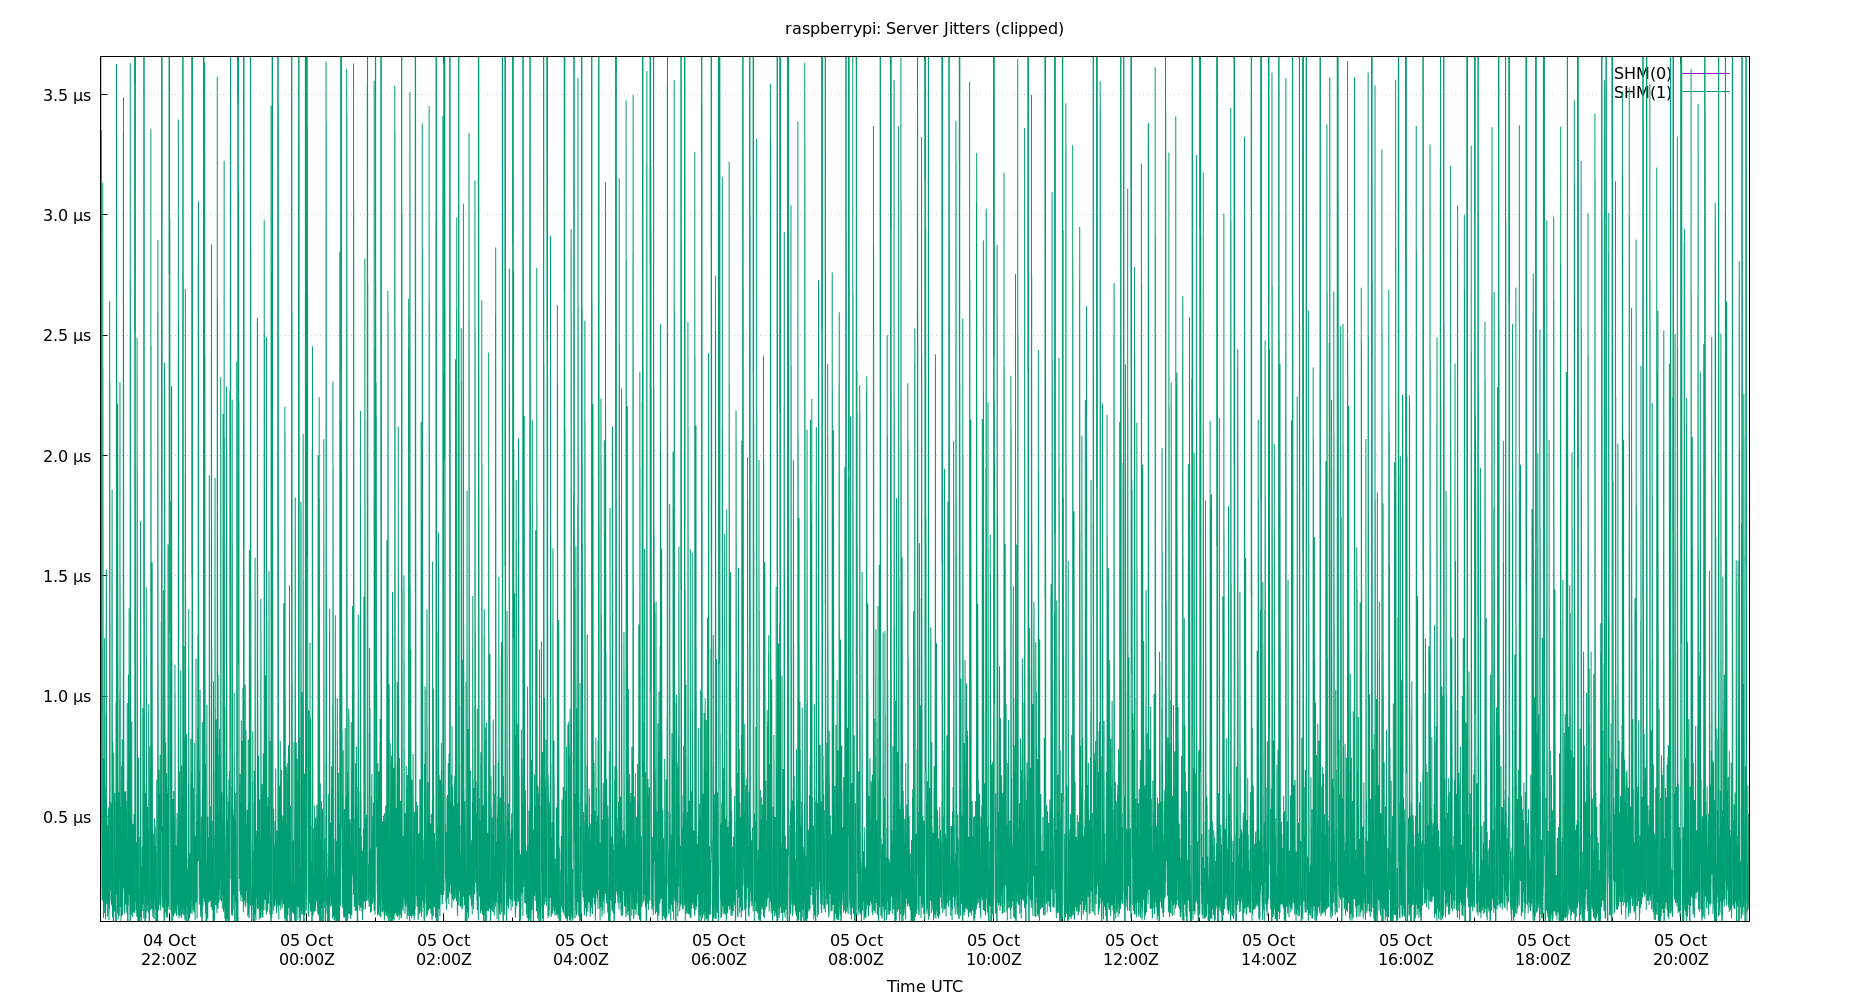 raspberrypi: Server Jitters (clipped)
SHM(0)
SHM(1)
3.5 µs
3.0 µs
2.5 µs
2.0 µs
1.5 µs
1.0 µs
0.5 µs
04 Oct 05 Oct 05 Oct 05 Oct 05 Oct 05 Oct 05 Oct 05 Oct 05 Oct 05 Oct 05 Oct 05 Oct
22:00Z 00:00Z 02:00Z 04:00Z 06:00Z 08:00Z 10:00Z 12:00Z 14:00Z 16:00Z 18:00Z 20:00Z
Time UTC